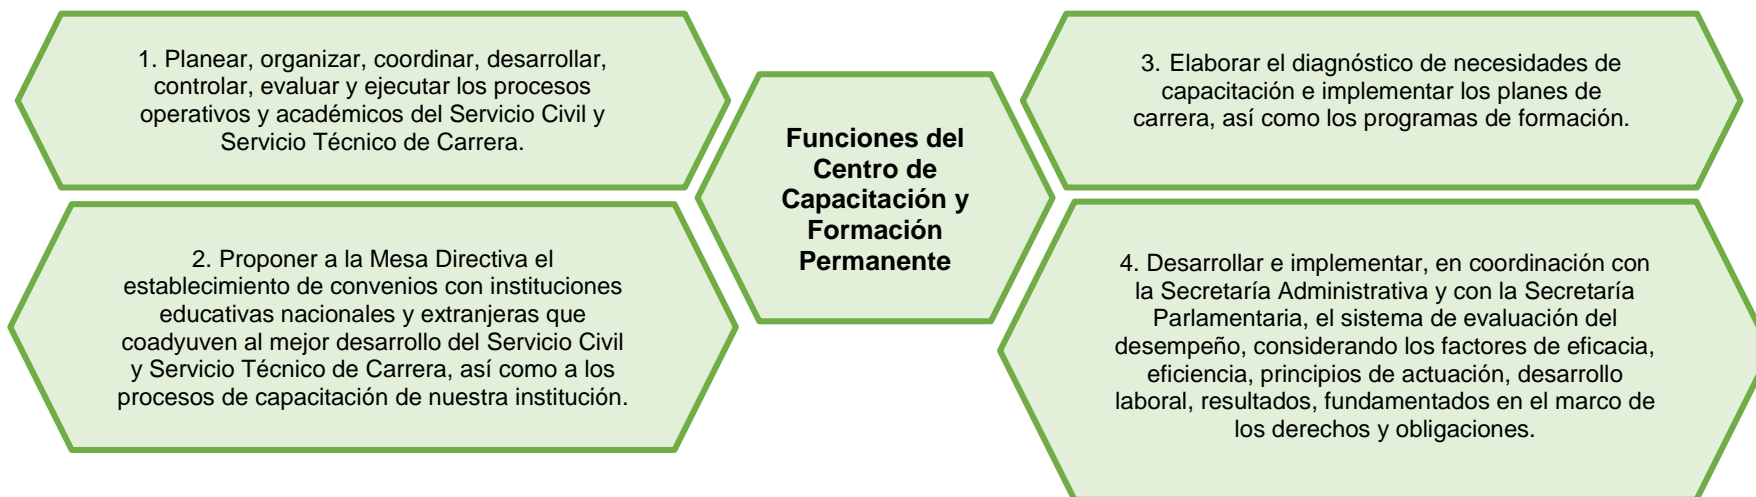 1. Planear, organizar, coordinar, desarrollar,
controlar, evaluar y ejecutar los procesos
operativos y académicos del Servicio Civil y
Servicio Técnico de Carrera.
2. Proponer a la Mesa Directiva el
establecimiento de convenios con instituciones
educativas nacionales y extranjeras que
coadyuven al mejor desarrollo del Servicio Civil
y Servicio Técnico de Carrera, así como a los
procesos de capacitación de nuestra institución.
Funciones del
Centro de
Capacitación y
Formación
Permanente
3. Elaborar el diagnóstico de necesidades de
capacitación e implementar los planes de
carrera, así como los programas de formación.
4. Desarrollar e implementar, en coordinación con
la Secretaría Administrativa y con la Secretaría
Parlamentaria, el sistema de evaluación del
desempeño, considerando los factores de eficacia,
eficiencia, principios de actuación, desarrollo
laboral, resultados, fundamentados en el marco de
los derechos y obligaciones.